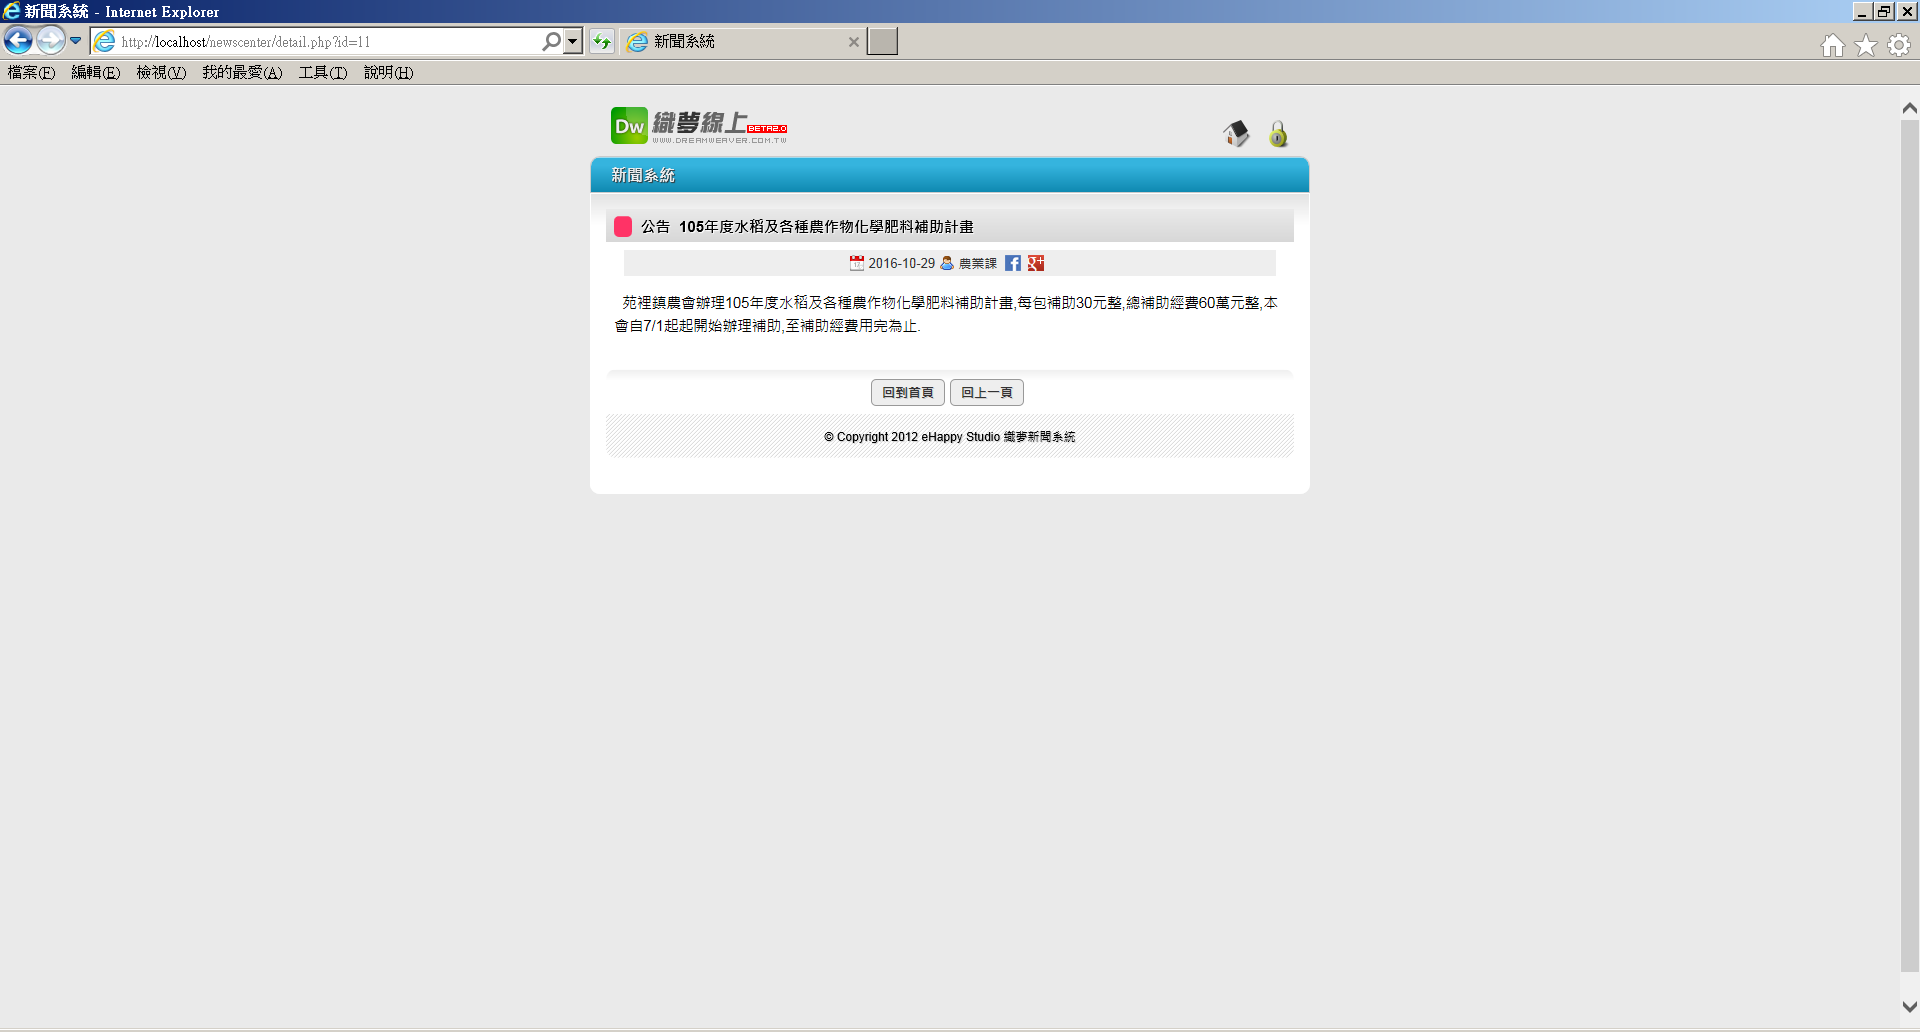 新聞系統 - Internet Explorer
http://localhost/newscenter/detail.php?id=11
新聞系統
檔案(F) 編輯(E) 檢視(V) 我的最愛(A) 工具(T) 說明(H)
Dw 織夢線上 BETA2.0
WWW.DREAMWEAVER.COM.TW
新聞系統
公告 105年度水稻及各種農作物化學肥料補助計畫
2016-10-29 農業課
苑裡鎮農會辦理105年度水稻及各種農作物化學肥料補助計畫,每包補助30元整,總補助經費60萬元整,本
會自7/1起起開始辦理補助,至補助經費用完為止.
回到首頁 回上一頁
© Copyright 2012 eHappy Studio 織夢新聞系統